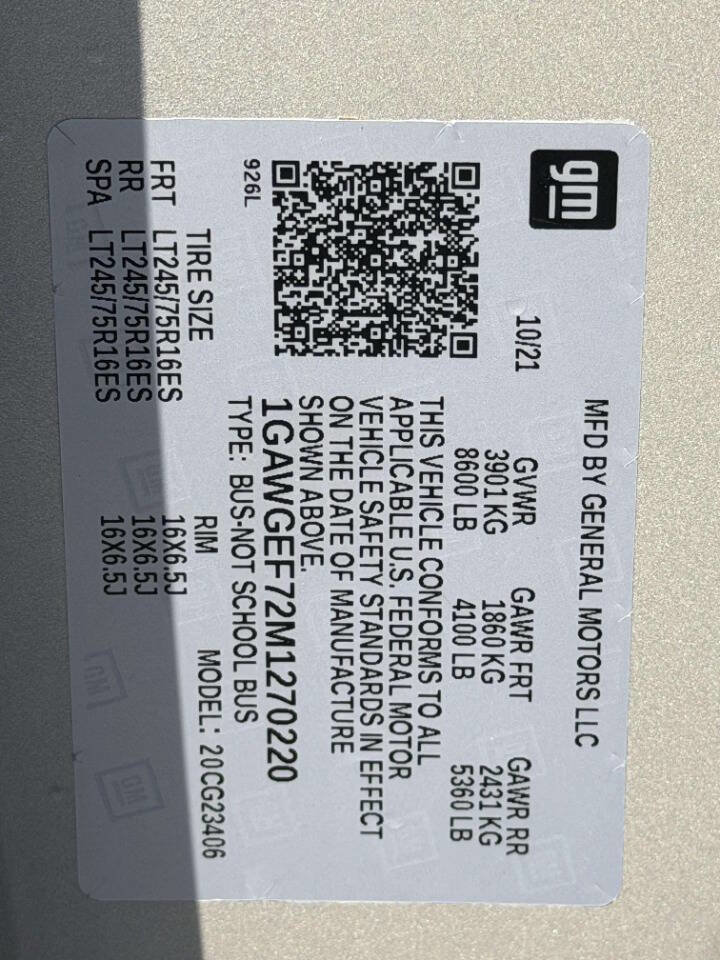 gm
MFD BY GENERAL MOTORS LLC
10/21
GVWR GAWR FRT GAWR RR
3901 KG 1860 KG 2431 KG
8600 LB 4100 LB 5360 LB
THIS VEHICLE CONFORMS TO ALL
APPLICABLE U.S. FEDERAL MOTOR
VEHICLE SAFETY STANDARDS IN EFFECT
ON THE DATE OF MANUFACTURE
SHOWN ABOVE.
1GAWGEF72M1270220
926L
TYPE: BUS-NOT SCHOOL BUS
MODEL: 20CG23406
TIRE SIZE RIM
FRT LT245/75R16ES 16X6.5J
RR LT245/75R16ES 16X6.5J
SPA LT245/75R16ES 16X6.5J
GM
GM